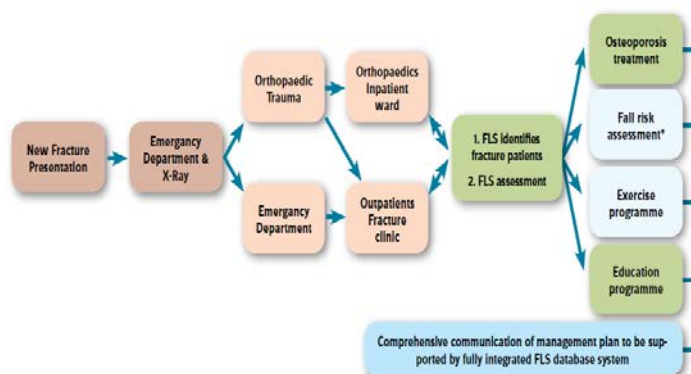 New Fracture
Presentation
Emergancy
Department &
X-Ray
Orthopaedic
Trauma
Emergancy
Department
Orthopaedics
Inpatient
ward
Outpatients
Fracture
clinic
1. FLS identifies
fracture patients
2. FLS assessment
Osteoporosis
treatment
Fall risk
assessment*
Exercise
programme
Education
programme
Comprehensive communication of management plan to be sup-
ported by fully integrated FLS database system